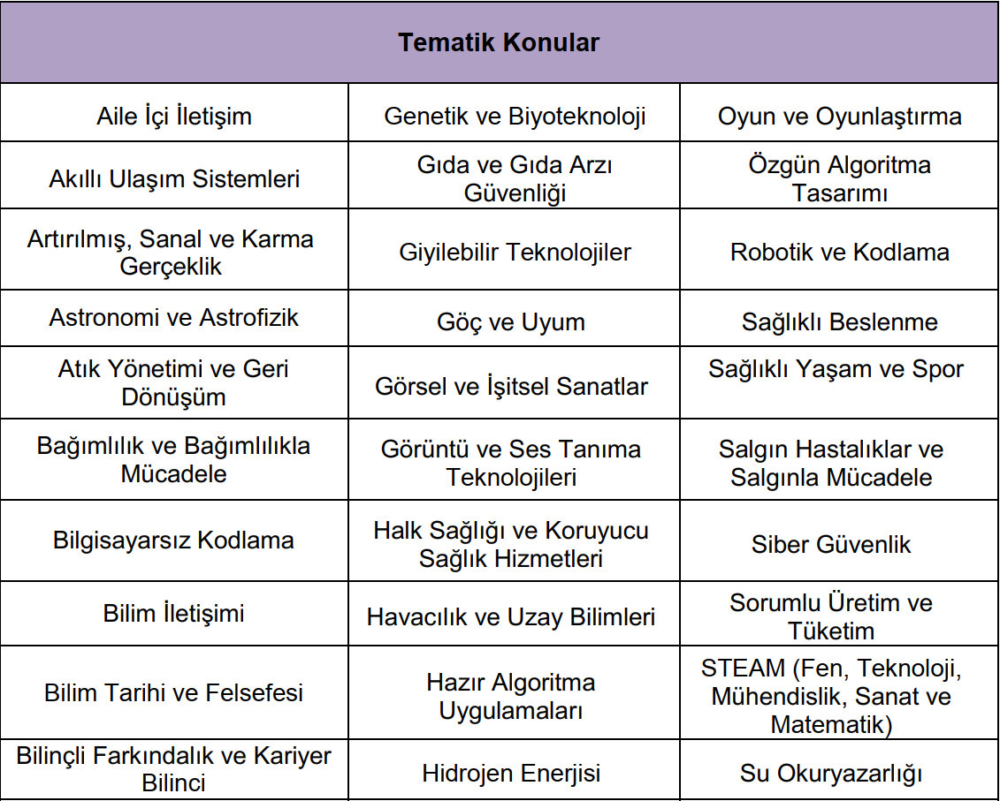 Tematik Konular
Aile İçi İletişim
Genetik ve Biyoteknoloji
Oyun ve Oyunlaştırma
Akıllı Ulaşım Sistemleri
Gıda ve Gıda Arzı
Güvenliği
Özgün Algoritma
Tasarımı
Artırılmış, Sanal ve Karma
Gerçeklik
Giyilebilir Teknolojiler
Robotik ve Kodlama
Astronomi ve Astrofizik
Göç ve Uyum
Sağlıklı Beslenme
Atık Yönetimi ve Geri
Dönüşüm
Görsel ve İşitsel Sanatlar
Sağlıklı Yaşam ve Spor
Bağımlılık ve Bağımlılıkla
Mücadele
Görüntü ve Ses Tanıma
Teknolojileri
Salgın Hastalıklar ve
Salgınla Mücadele
Bilgisayarsız Kodlama
Halk Sağlığı ve Koruyucu
Sağlık Hizmetleri
Siber Güvenlik
Bilim İletişimi
Havacılık ve Uzay Bilimleri
Sorumlu Üretim ve
Tüketim
Bilim Tarihi ve Felsefesi
Hazır Algoritma
Uygulamaları
STEAM (Fen, Teknoloji,
Mühendislik, Sanat ve
Matematik)
Bilinçli Farkındalık ve Kariyer
Bilinci
Hidrojen Enerjisi
Su Okuryazarlığı